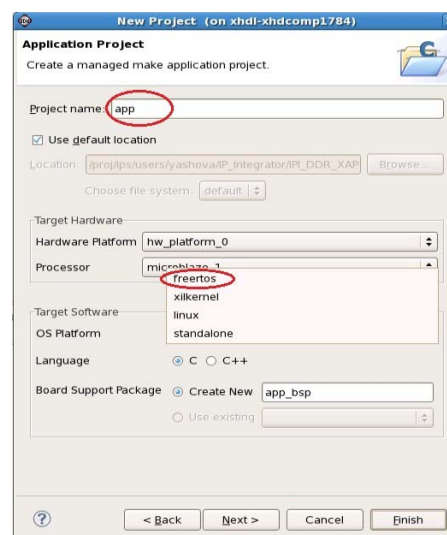 New Project (on xhdl-xhdcomp1784)
Application Project
Create a managed make application project.
Project name: app
Use default location
Location: /proj/ips/users/yashova/IP_Integrator/IPI_DDR_XAP Browse...
Choose file system: default
Target Hardware
Hardware Platform hw_platform_0
Processor microblaze_1
freertos
xilkernel
linux
standalone
Target Software
OS Platform
Language C C++
Board Support Package Create New app_bsp
Use existing
? < Back Next > Cancel Finish